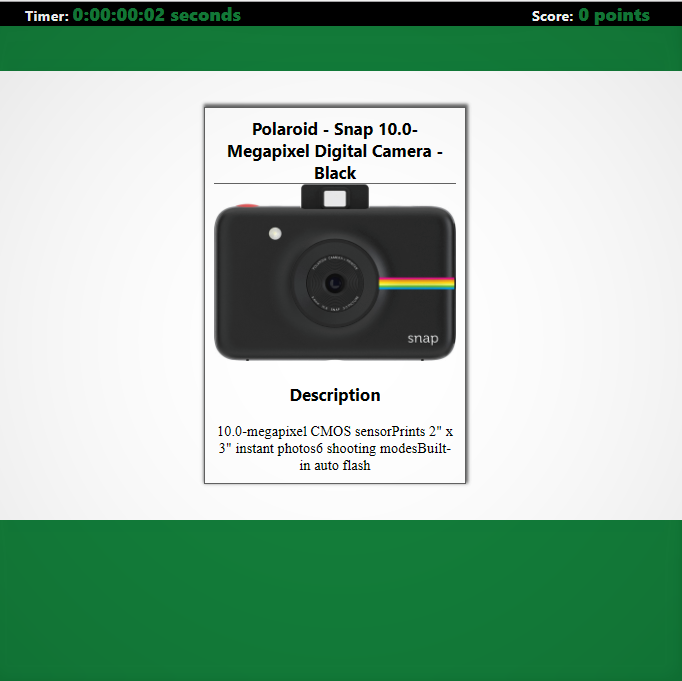 Timer: 0:00:00:02 seconds
Score: 0 points
Polaroid - Snap 10.0-
Megapixel Digital Camera -
Black
snap
Description
10.0-megapixel CMOS sensorPrints 2" x
3" instant photos6 shooting modesBuilt-
in auto flash